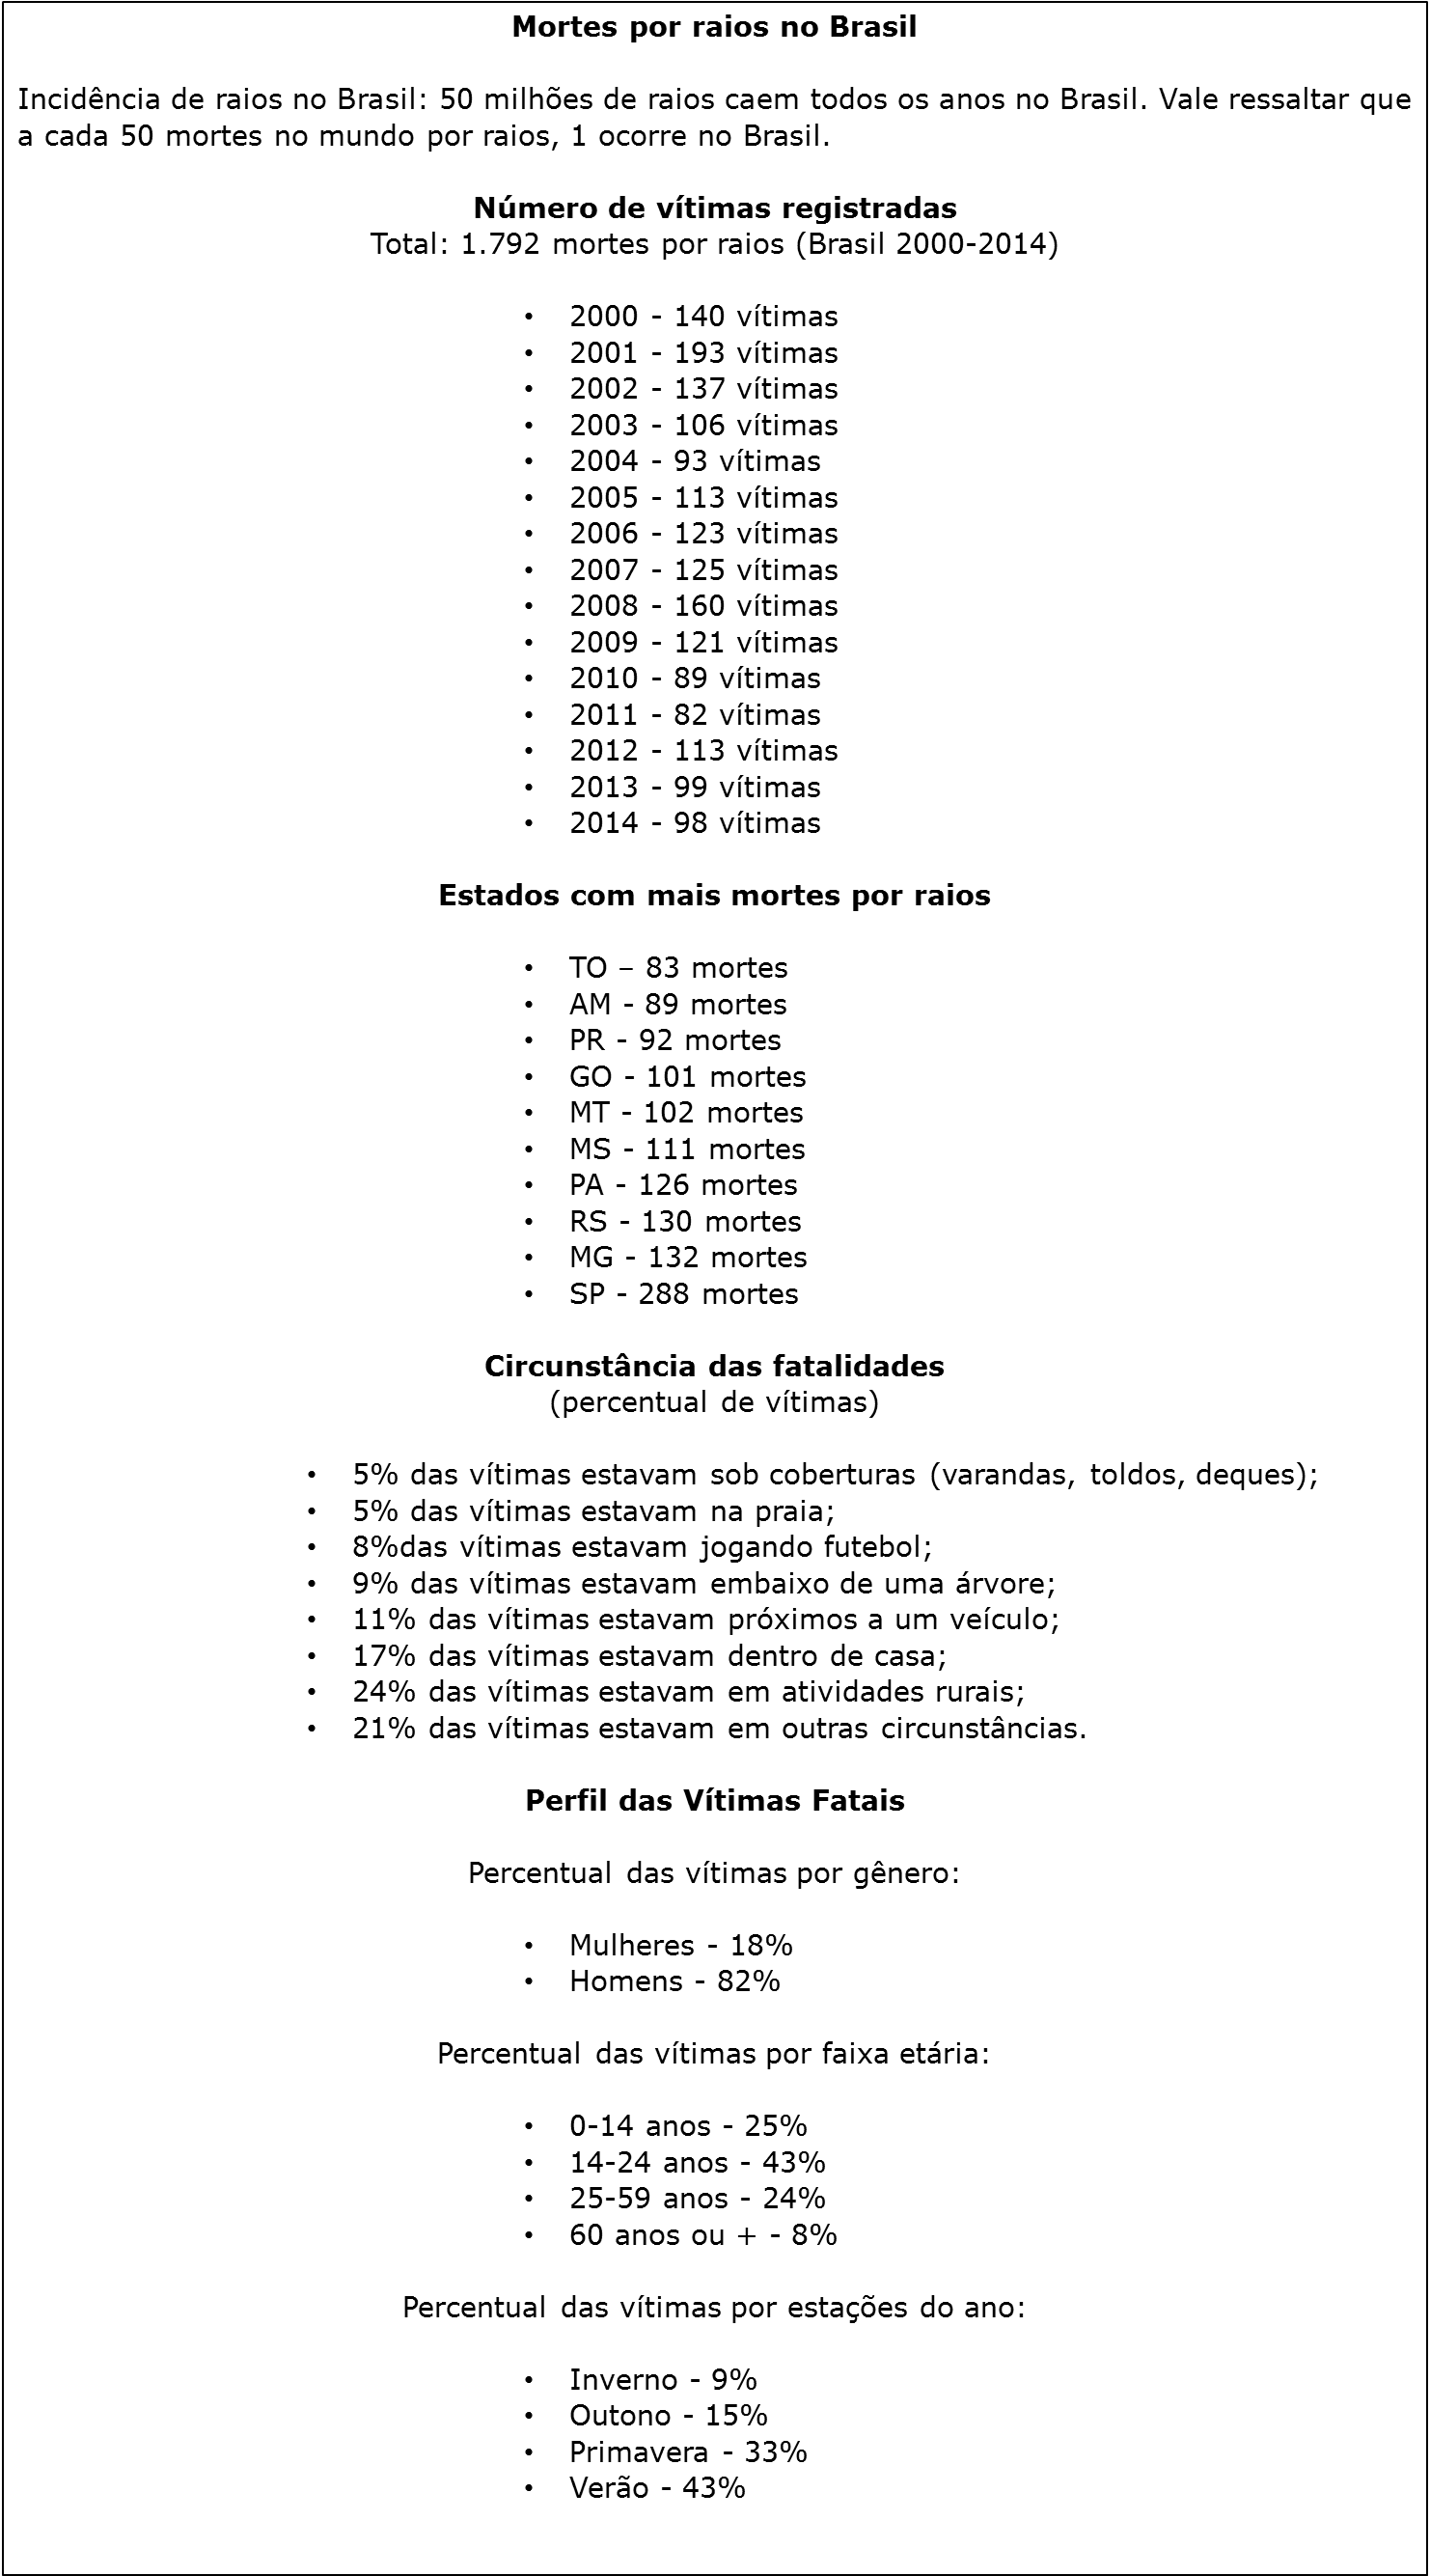 Mortes por raios no Brasil
Incidência de raios no Brasil: 50 milhões de raios caem todos os anos no Brasil. Vale ressaltar que
a cada 50 mortes no mundo por raios, 1 ocorre no Brasil.
Número de vítimas registradas
Total: 1.792 mortes por raios (Brasil 2000-2014)
• 2000 - 140 vítimas
• 2001 - 193 vítimas
• 2002 - 137 vítimas
• 2003 - 106 vítimas
• 2004 - 93 vítimas
• 2005 - 113 vítimas
• 2006 - 123 vítimas
• 2007 - 125 vítimas
• 2008 - 160 vítimas
• 2009 - 121 vítimas
• 2010 - 89 vítimas
• 2011 - 82 vítimas
• 2012 - 113 vítimas
• 2013 - 99 vítimas
• 2014 - 98 vítimas
Estados com mais mortes por raios
• TO – 83 mortes
• AM - 89 mortes
• PR - 92 mortes
• GO - 101 mortes
• MT - 102 mortes
• MS - 111 mortes
• PA - 126 mortes
• RS - 130 mortes
• MG - 132 mortes
• SP - 288 mortes
Circunstância das fatalidades
(percentual de vítimas)
• 5% das vítimas estavam sob coberturas (varandas, toldos, deques);
• 5% das vítimas estavam na praia;
• 8%das vítimas estavam jogando futebol;
• 9% das vítimas estavam embaixo de uma árvore;
• 11% das vítimas estavam próximos a um veículo;
• 17% das vítimas estavam dentro de casa;
• 24% das vítimas estavam em atividades rurais;
• 21% das vítimas estavam em outras circunstâncias.
Perfil das Vítimas Fatais
Percentual das vítimas por gênero:
• Mulheres - 18%
• Homens - 82%
Percentual das vítimas por faixa etária:
• 0-14 anos - 25%
• 14-24 anos - 43%
• 25-59 anos - 24%
• 60 anos ou + - 8%
Percentual das vítimas por estações do ano:
• Inverno - 9%
• Outono - 15%
• Primavera - 33%
• Verão - 43%